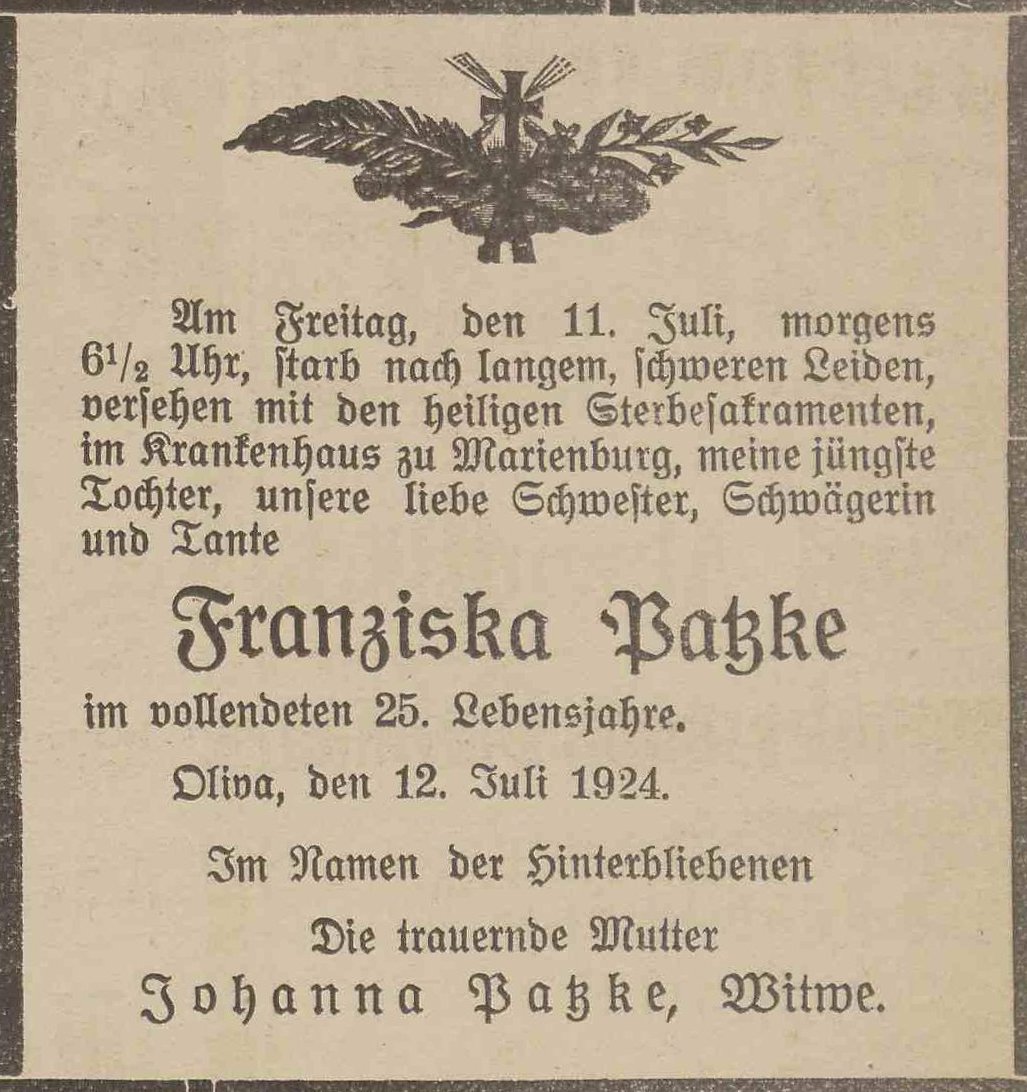 Am Freitag, den 11. Juli, morgens
6½ Uhr, starb nach langem, schweren Leiden,
versehen mit den heiligen Sterbesakramenten,
im Krankenhaus zu Marienburg, meine jüngste
Tochter, unsere liebe Schwester, Schwägerin
und Tante
Franziska Patzke
im vollendeten 25. Lebensjahre.
Oliva, den 12. Juli 1924.
Im Namen der Hinterbliebenen
Die trauernde Mutter
Johanna Patzke, Witwe.